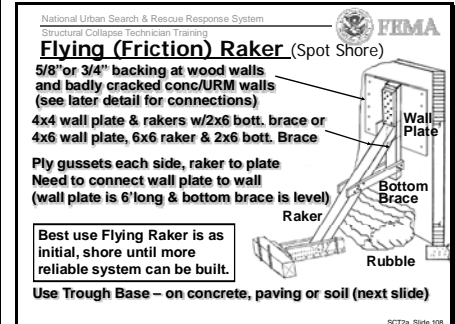 National Urban Search & Rescue Response System
Structural Collapse Technician Training
FEMA
Flying (Friction) Raker (Spot Shore)
5/8"or 3/4" backing at wood walls
and badly cracked conc/URM walls
(see later detail for connections)
4x4 wall plate & rakers w/2x6 bott. brace or
4x6 wall plate, 6x6 raker & 2x6 bott. Brace
Wall
Plate
Ply gussets each side, raker to plate
Need to connect wall plate to wall
(wall plate is 6'long & bottom brace is level)
Bottom
Brace
Raker
Best use Flying Raker is as
initial, shore until more
reliable system can be built.
Rubble
Use Trough Base – on concrete, paving or soil (next slide)
SCT2a Slide 108